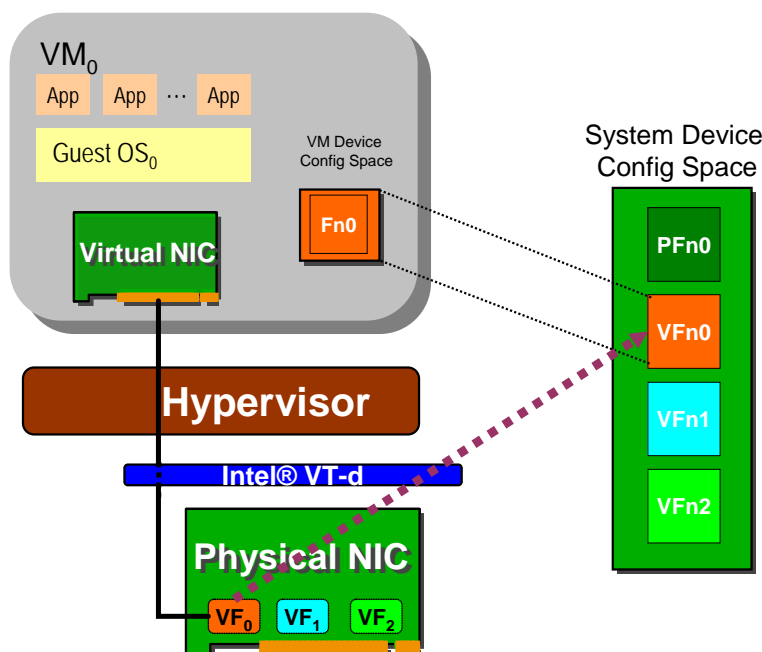 VM₀
App App ... App
Guest OS₀
VM Device
Config Space
Fn0
Virtual NIC
System Device
Config Space
PFn0
VFn0
VFn1
VFn2
Hypervisor
Intel® VT-d
Physical NIC
VF₀ VF₁ VF₂